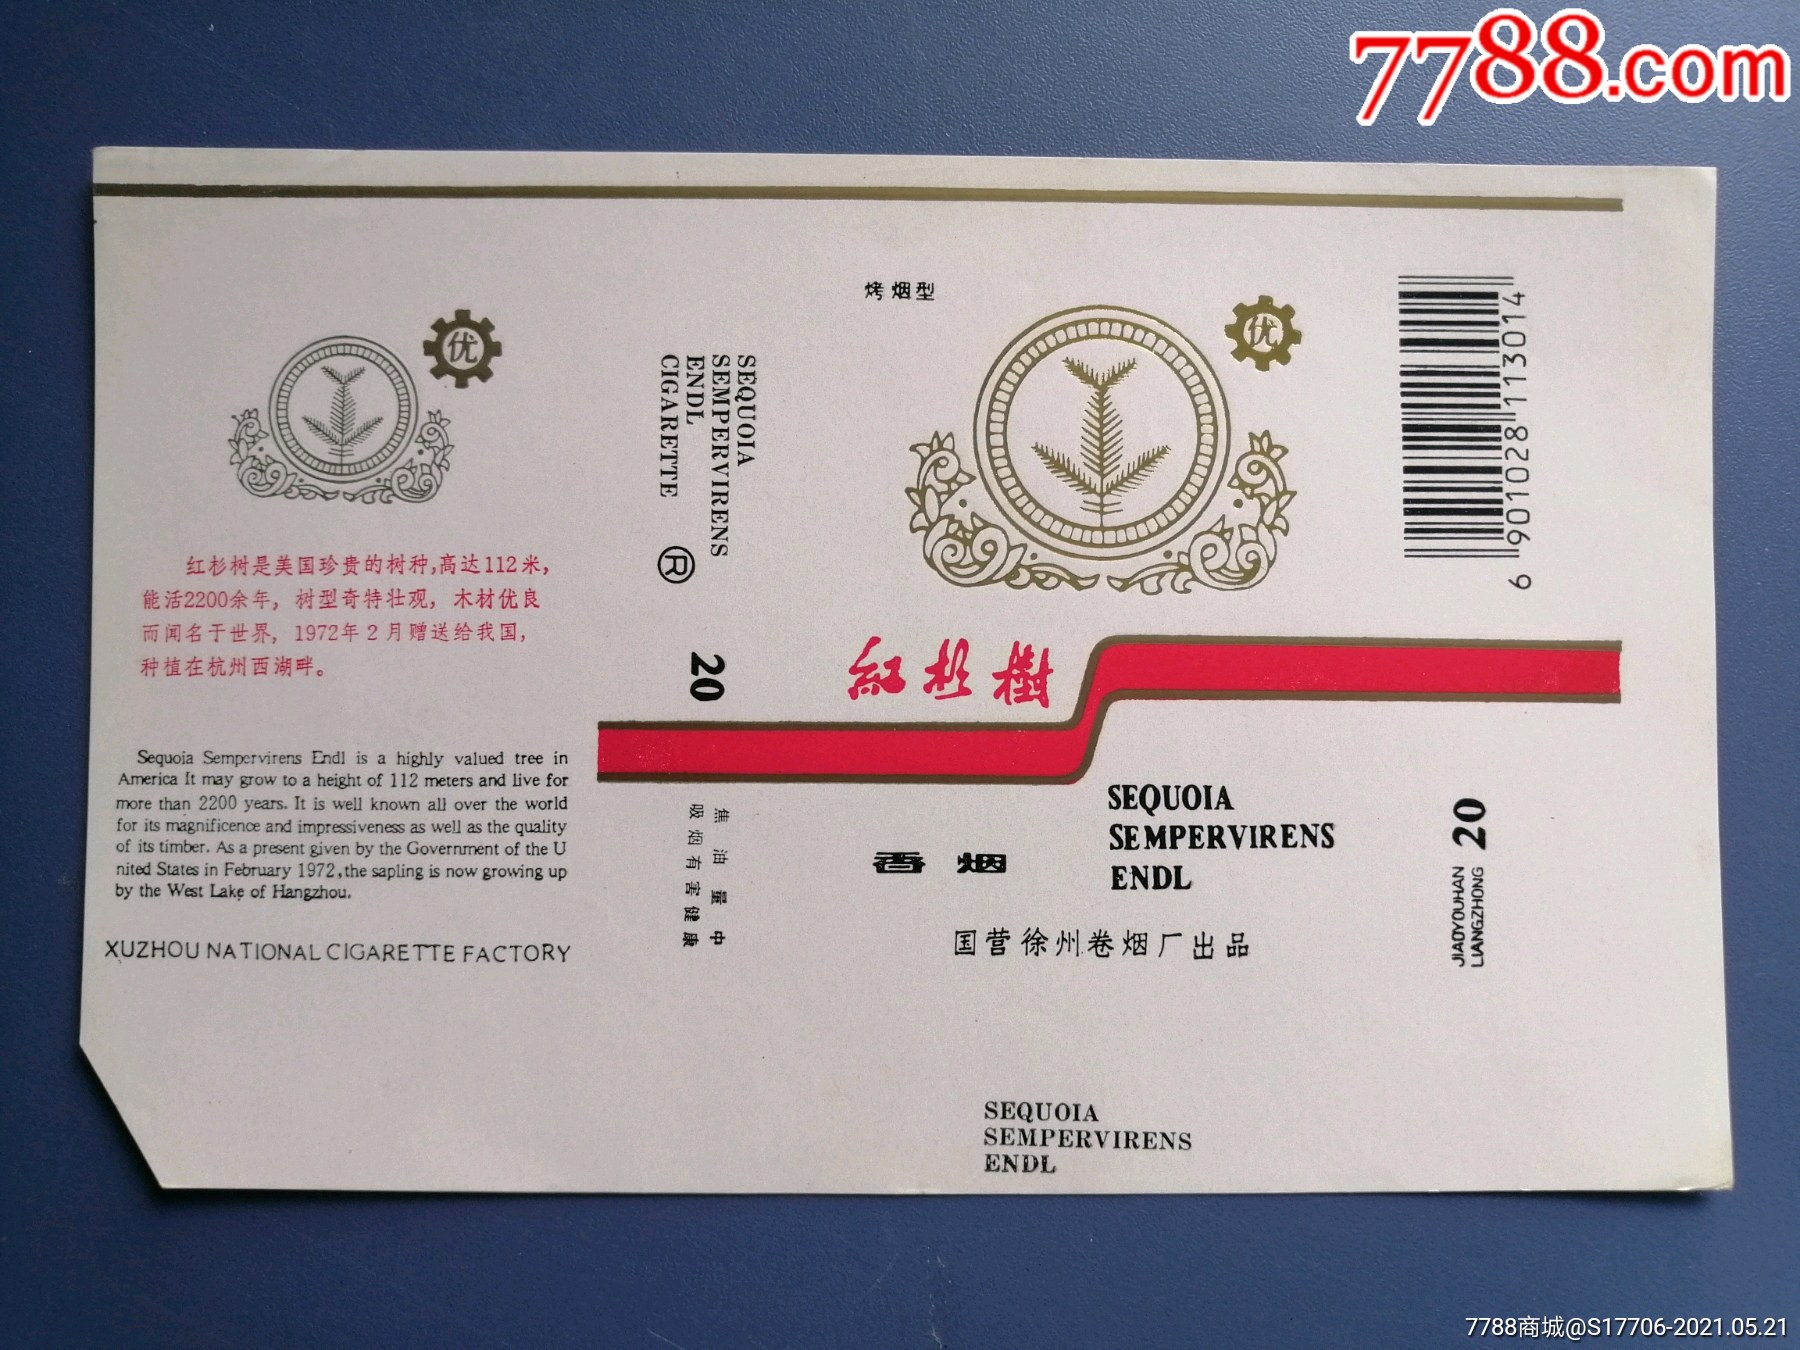 7788.com
烤烟型
优
优
6 901028 113014
SEQUOIA
SEMPERVIRENS
ENDL
CIGARETTE
R
20
红杉树是美国珍贵的树种,高达112米,
能活2200余年, 树型奇特壮观, 木材优良
而闻名于世界, 1972年2月赠送给我国,
种植在杭州西湖畔。
紅杉樹
Sequoia Sempervirens Endl is a highly valued tree in
America It may grow to a height of 112 meters and live for
more than 2200 years. It is well known all over the world
for its magnificence and impressiveness as well as the quality
of its timber. As a present given by the Government of the U
nited States in February 1972,the sapling is now growing up
by the West Lake of Hangzhou.
XUZHOU NATIONAL CIGARETTE FACTORY
焦油量中
吸烟有害健康
香烟
SEQUOIA
SEMPERVIRENS
ENDL
国营徐州卷烟厂出品
20
JIAOYOUHAN
LIANGZHONG
SEQUOIA
SEMPERVIRENS
ENDL
7788商城@S17706-2021.05.21